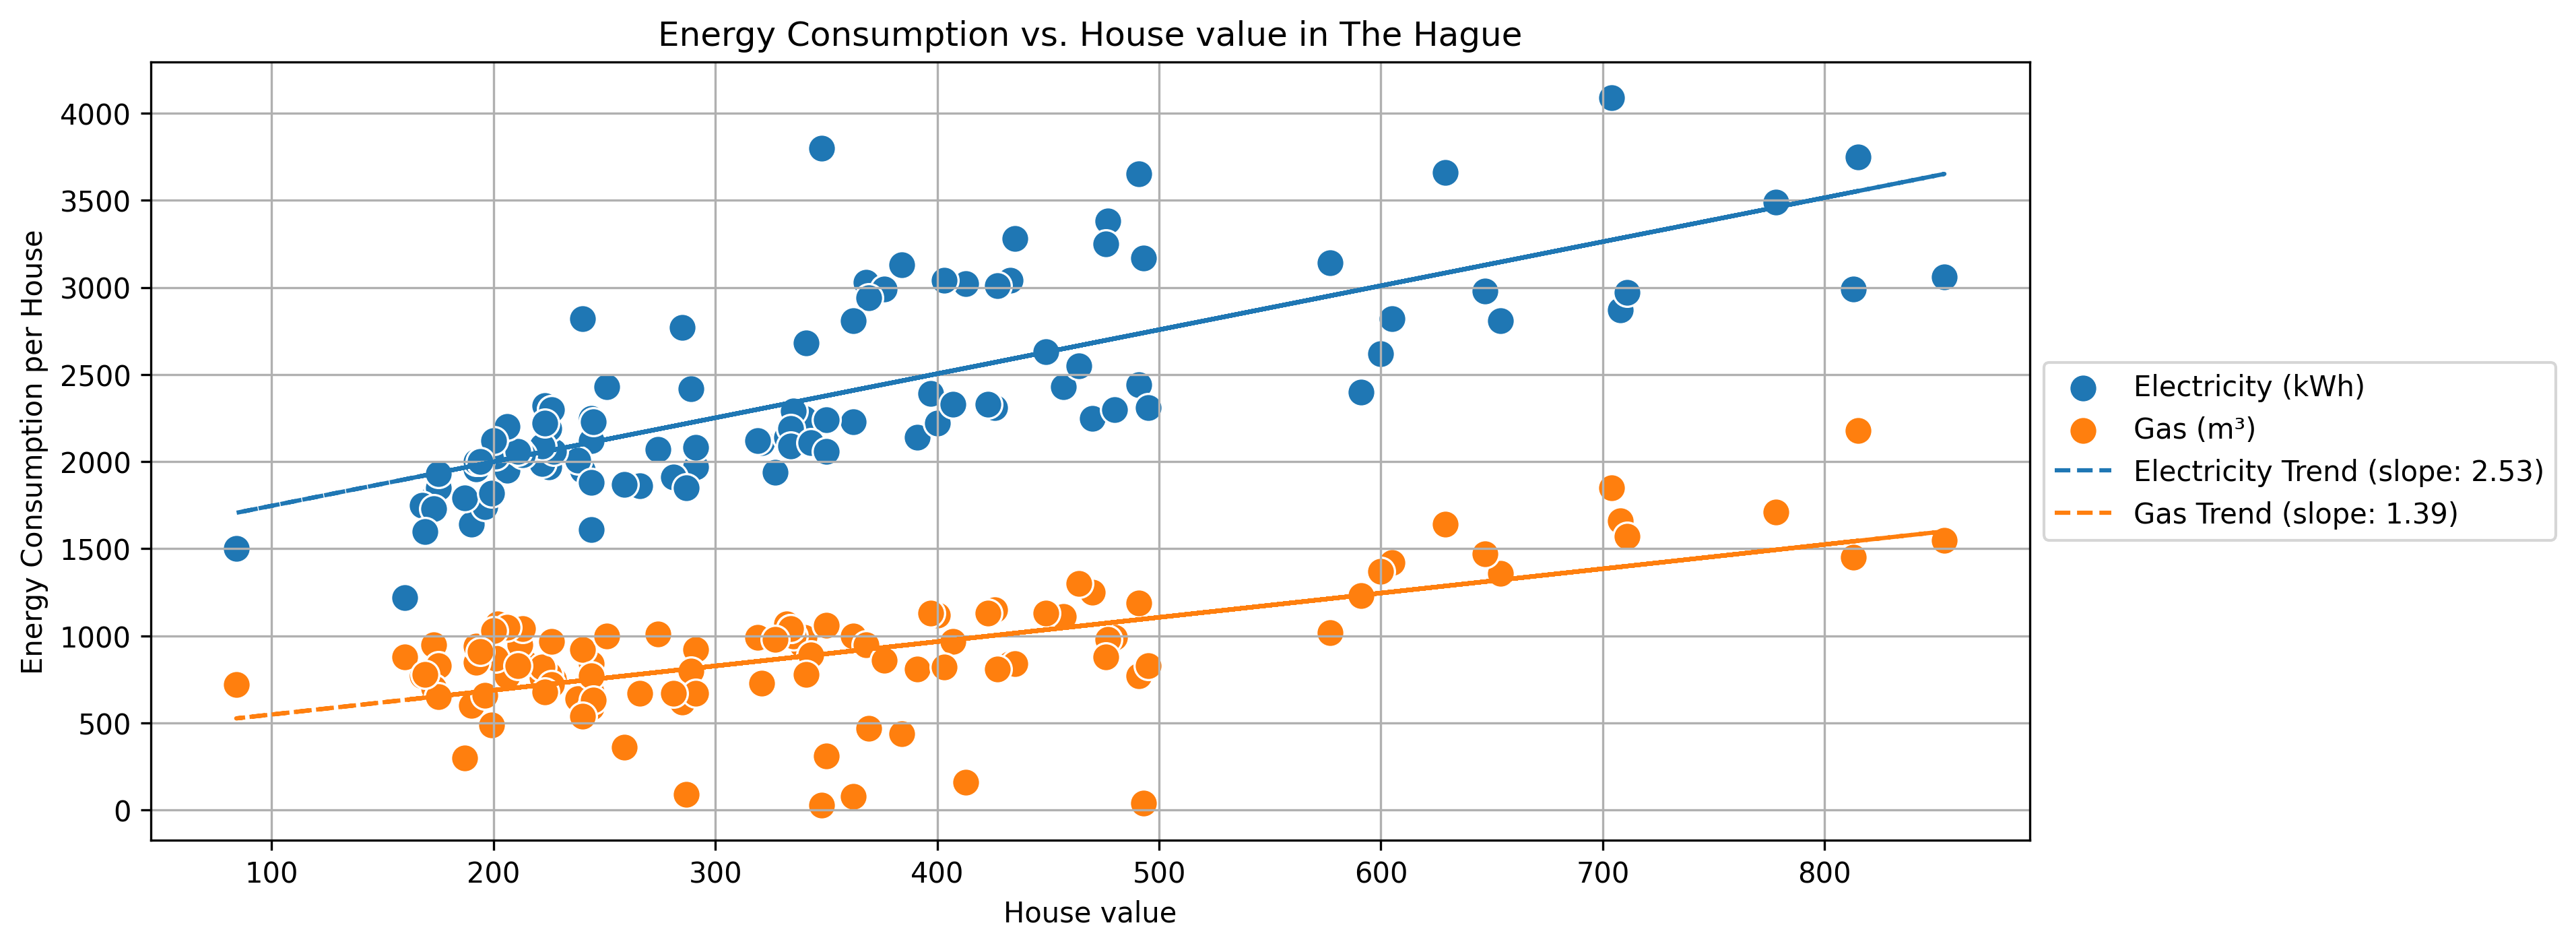 Energy Consumption vs. House value in The Hague
Energy Consumption per House
4000
3500
3000
2500
2000
1500
1000
500
0
100 200 300 400 500 600 700 800
House value
Electricity (kWh)
Gas (m³)
Electricity Trend (slope: 2.53)
Gas Trend (slope: 1.39)